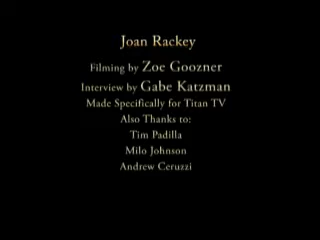 Joan Rackey
Filming by Zoe Goozner
Interview by Gabe Katzman
Made Specifically for Titan TV
Also Thanks to:
Tim Padilla
Milo Johnson
Andrew Ceruzzi